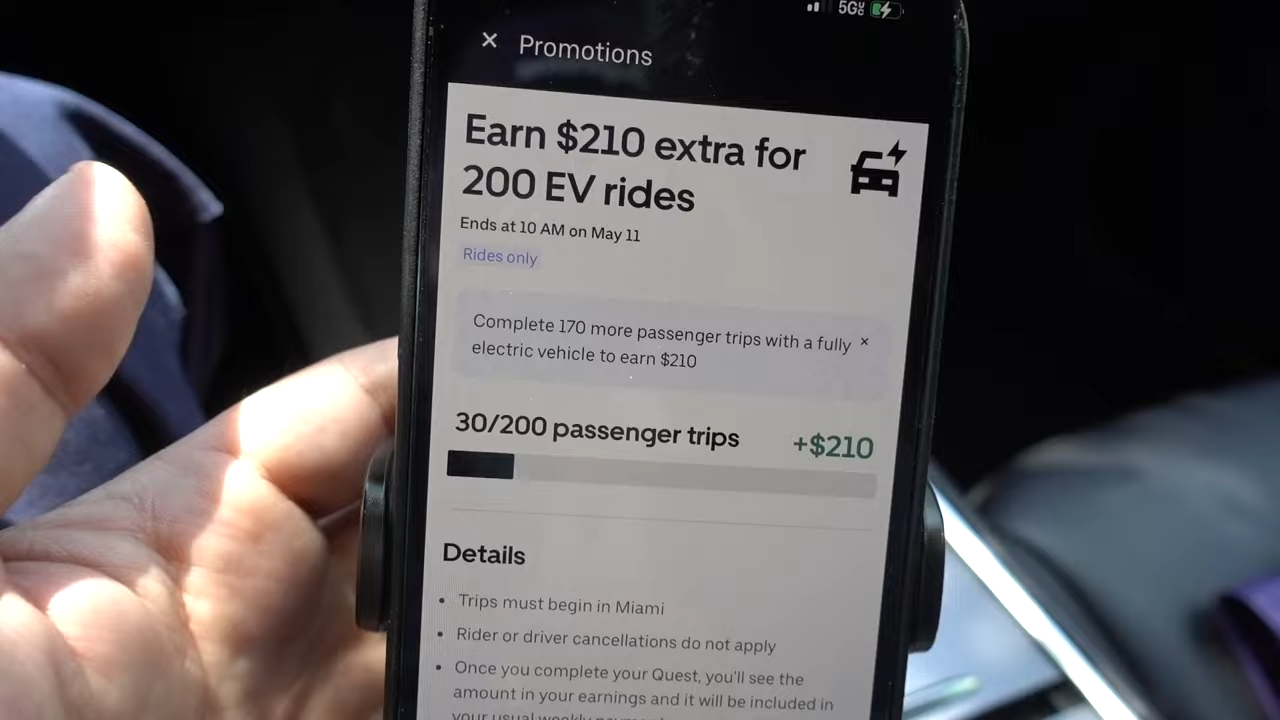 5G
× Promotions
Earn $210 extra for
200 EV rides
Ends at 10 AM on May 11
Rides only
Complete 170 more passenger trips with a fully ×
electric vehicle to earn $210
30/200 passenger trips +$210
Details
• Trips must begin in Miami
• Rider or driver cancellations do not apply
• Once you complete your Quest, you'll see the
amount in your earnings and it will be included in
your usual weekly